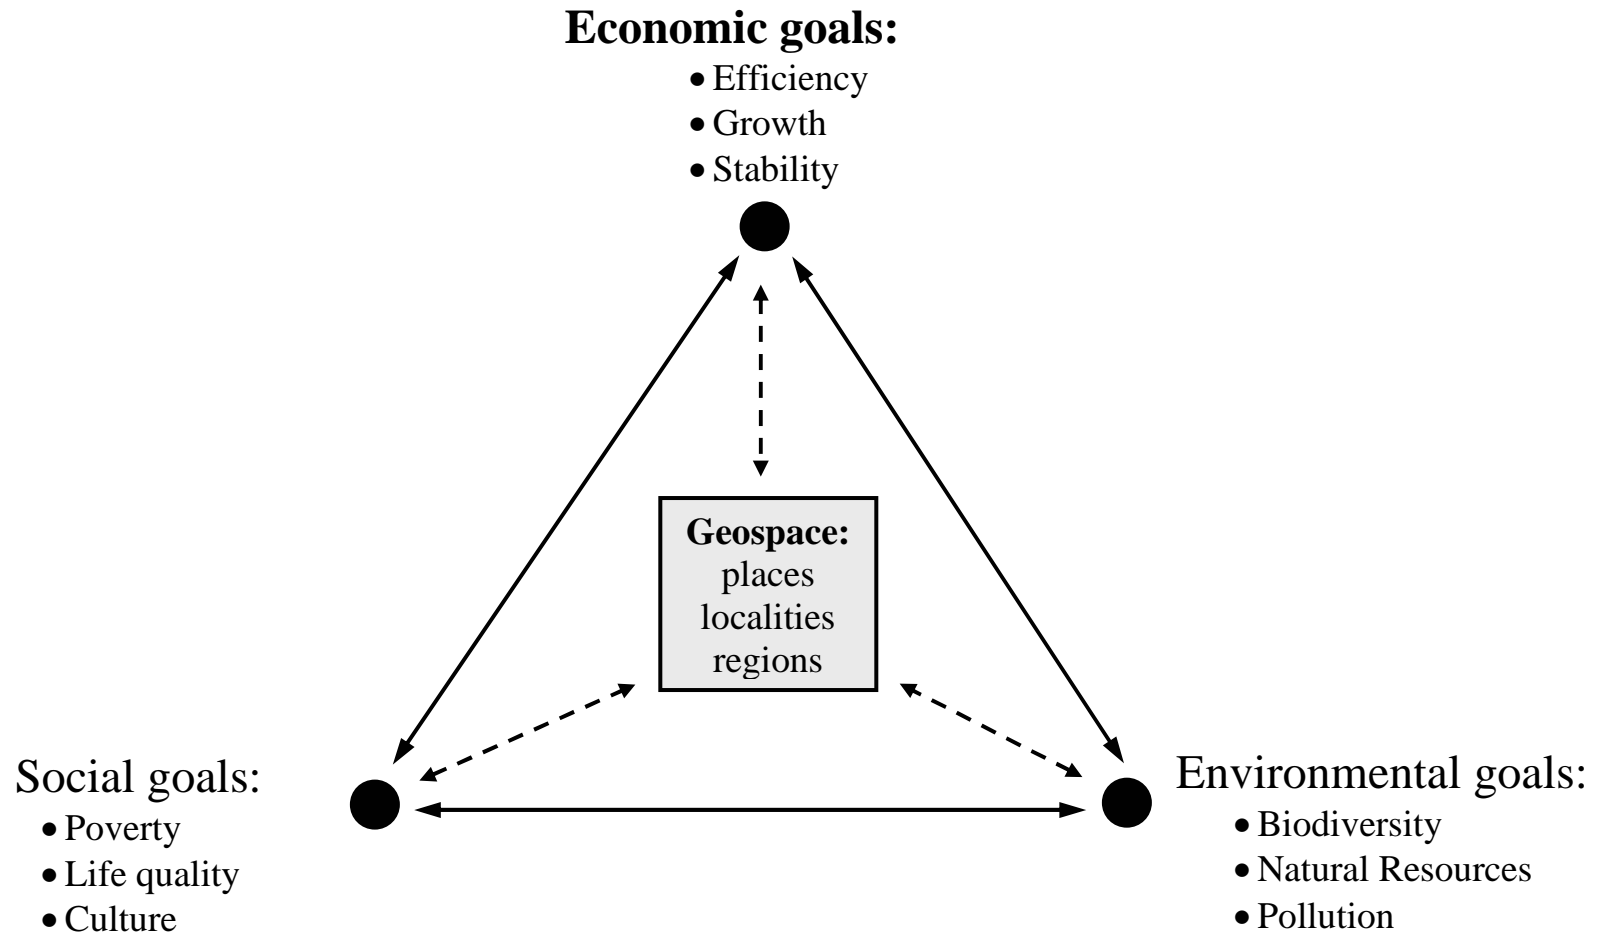 Economic goals:
• Efficiency
• Growth
• Stability
Geospace:
places
localities
regions
Social goals:
• Poverty
• Life quality
• Culture
Environmental goals:
• Biodiversity
• Natural Resources
• Pollution